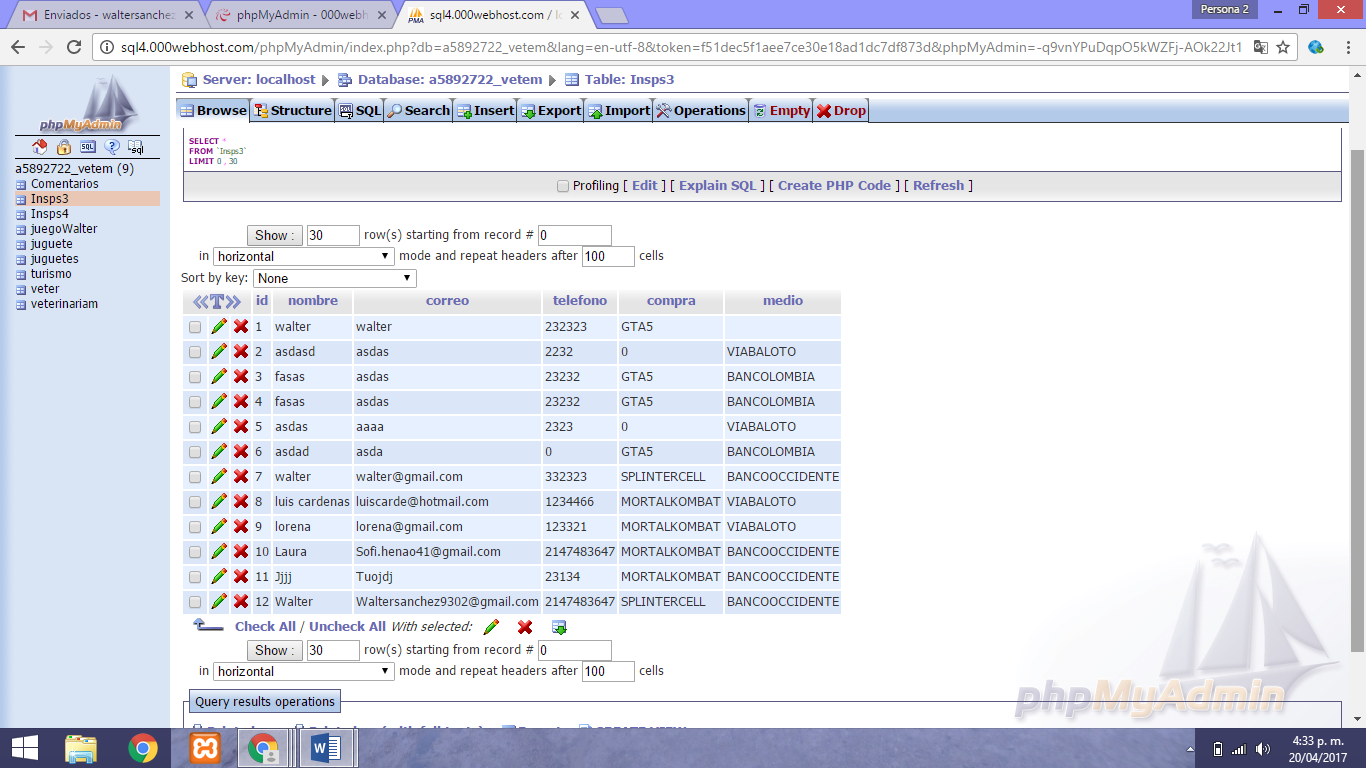 Enviados - waltersanchez
phpMyAdmin - 000webh
sql4.000webhost.com / lo
Persona 2
sql4.000webhost.com/phpMyAdmin/index.php?db=a5892722_vetem&lang=en-utf-8&token=f51dec5f1aee7ce30e18ad1dc7df873d&phpMyAdmin=-q9vnYPuDqpO5kWZFj-AOk22Jt1
phpMyAdmin
a5892722_vetem (9)
Comentarios
Insps3
Insps4
juegoWalter
juguete
juguetes
turismo
veter
veterinariam
Server: localhost Database: a5892722_vetem Table: Insps3
Browse Structure SQL Search Insert Export Import Operations Empty Drop
SELECT *
FROM `Insps3`
LIMIT 0 , 30
Profiling [ Edit ] [ Explain SQL ] [ Create PHP Code ] [ Refresh ]
Show : 30 row(s) starting from record # 0
in horizontal mode and repeat headers after 100 cells
Sort by key: None
T id nombre correo telefono compra medio
1 walter walter 232323 GTA5
2 asdasd asdas 2232 0 VIABALOTO
3 fasas asdas 23232 GTA5 BANCOLOMBIA
4 fasas asdas 23232 GTA5 BANCOLOMBIA
5 asdas aaaa 2323 0 VIABALOTO
6 asdad asda 0 GTA5 BANCOLOMBIA
7 walter walter@gmail.com 332323 SPLINTERCELL BANCOOCCIDENTE
8 luis cardenas luiscarde@hotmail.com 1234466 MORTALKOMBAT VIABALOTO
9 lorena lorena@gmail.com 123321 MORTALKOMBAT VIABALOTO
10 Laura Sofi.henao41@gmail.com 2147483647 MORTALKOMBAT BANCOOCCIDENTE
11 Jjjj Tuojdj 23134 MORTALKOMBAT BANCOOCCIDENTE
12 Walter Waltersanchez9302@gmail.com 2147483647 SPLINTERCELL BANCOOCCIDENTE
Check All / Uncheck All With selected:
Show : 30 row(s) starting from record # 0
in horizontal mode and repeat headers after 100 cells
Query results operations
phpMyAdmin
4:33 p. m.
20/04/2017